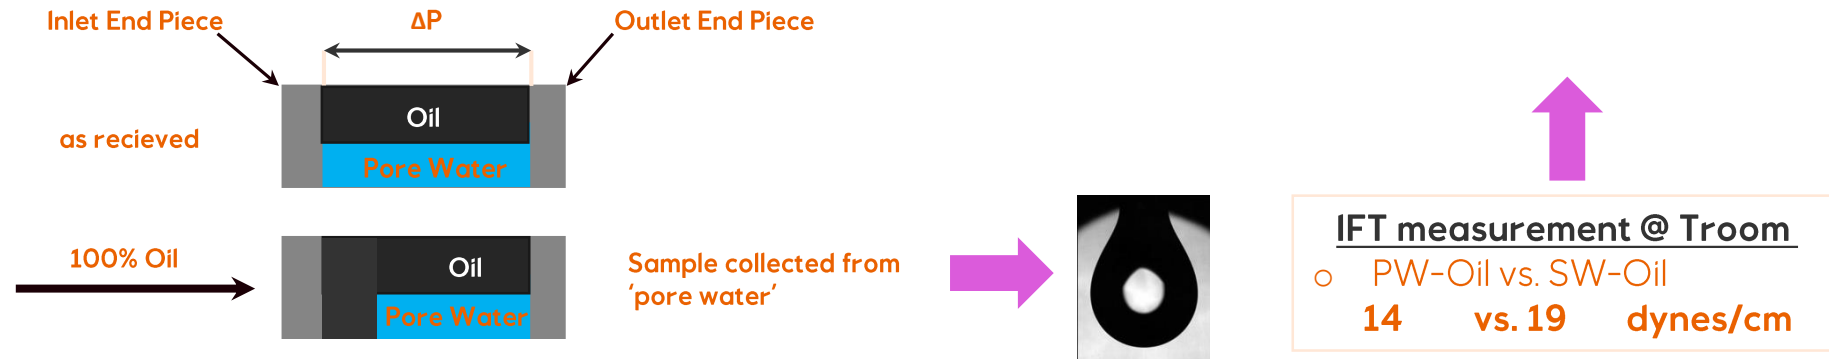 Inlet End Piece
ΔP
Outlet End Piece
Oil
as recieved
Pore Water
100% Oil
Oil
Pore Water
Sample collected from
‘pore water’
IFT measurement @ Troom
o PW-Oil vs. SW-Oil
14 vs. 19 dynes/cm